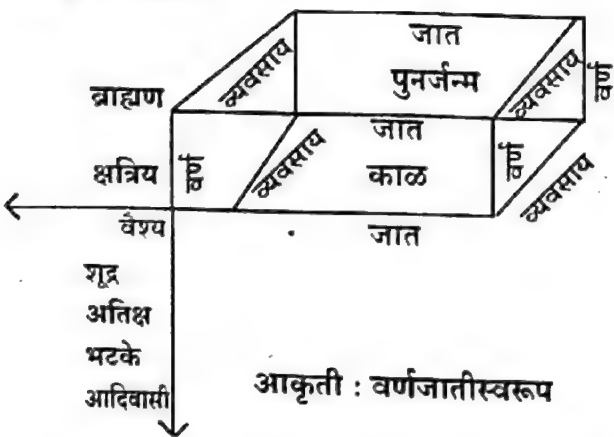 जात
व्यवसाय
पुनर्जन्म
व्यवसाय
वर्ण
ब्राह्मण
जात
क्षत्रिय
वर्ण
व्यवसाय
काळ
वर्ण
व्यवसाय
वैश्य
जात
शूद्र
अतिक्ष
भटके
आदिवासी
आकृती : वर्णजातीस्वरूप